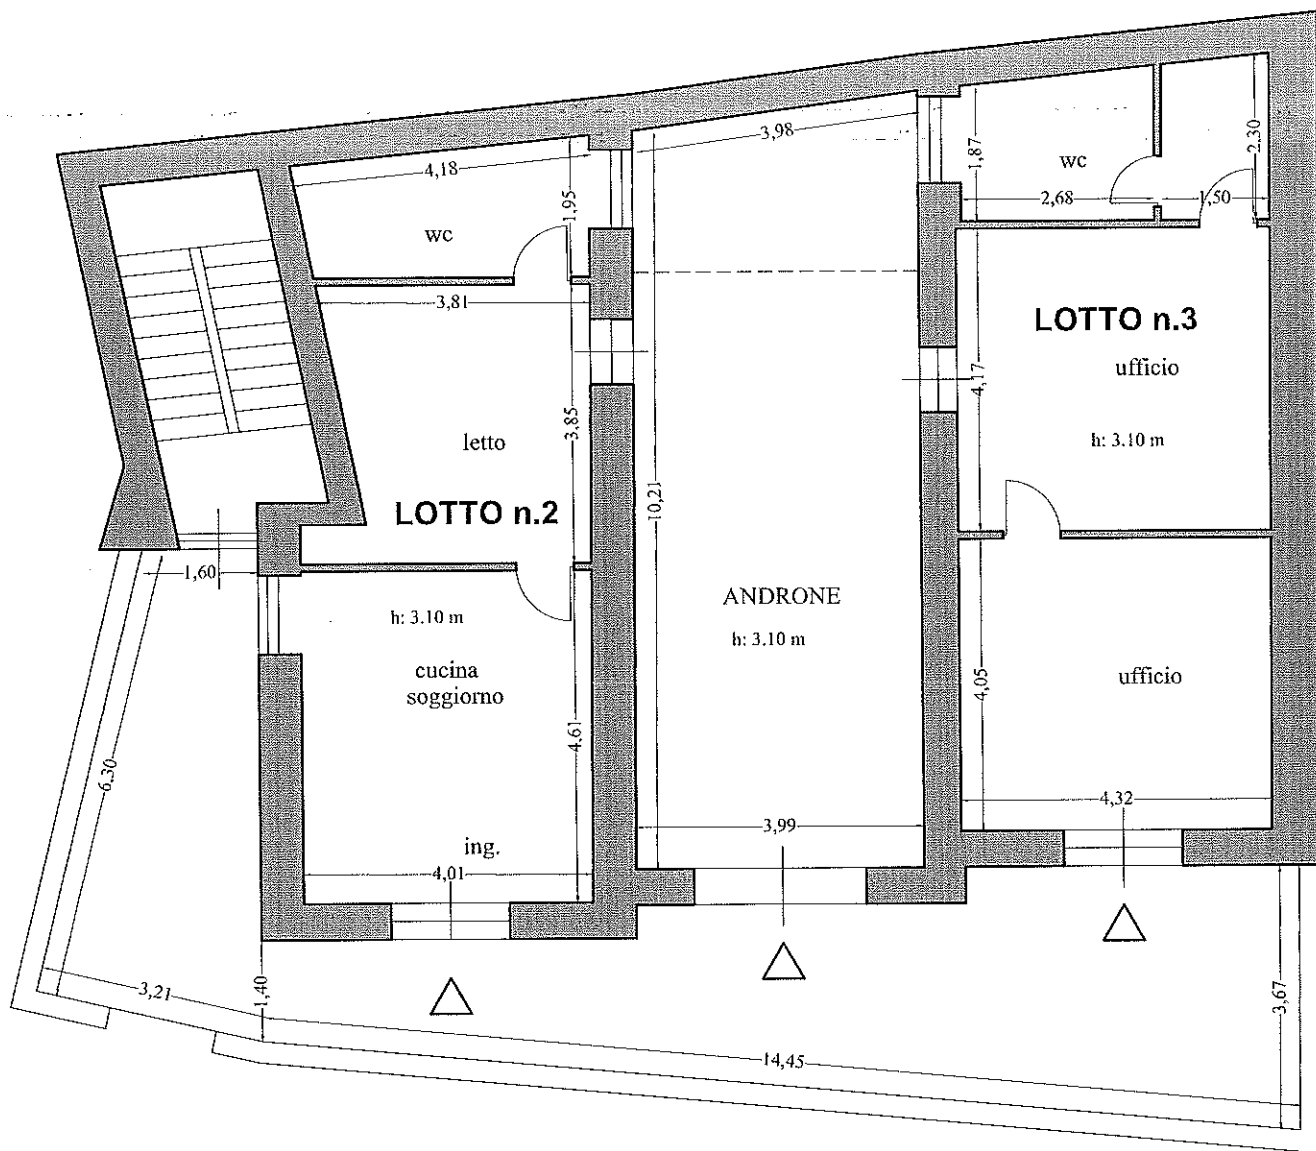 3,98
4,18
1,95
wc
1,87
wc
2,30
2,68
1,50
3,81
LOTTO n.3
ufficio
4,17
h: 3.10 m
letto
3,85
LOTTO n.2
10,21
1,60
h: 3.10 m
cucina
soggiorno
4,61
ANDRONE
h: 3.10 m
ufficio
4,05
6,30
4,32
3,99
ing.
4,01
3,21
1,40
3,67
14,45